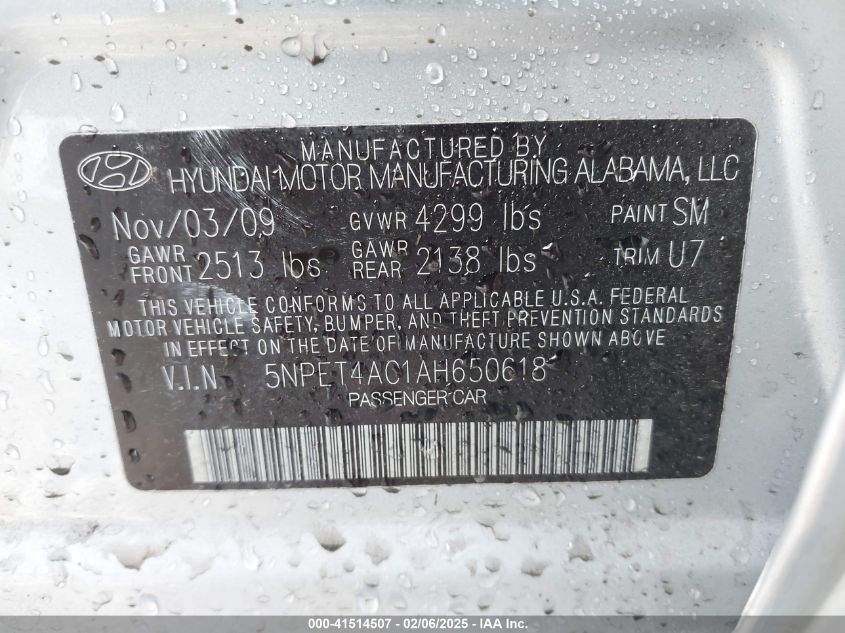 MANUFACTURED BY
HYUNDAI MOTOR MANUFACTURING ALABAMA, LLC
Nov/03/09 GVWR 4299 lbs PAINT SM
GAWR FRONT 2513 lbs GAWR REAR 2138 lbs TRIM U7
THIS VEHICLE CONFORMS TO ALL APPLICABLE U.S.A. FEDERAL
MOTOR VEHICLE SAFETY, BUMPER, AND THEFT PREVENTION STANDARDS
IN EFFECT ON THE DATE OF MANUFACTURE SHOWN ABOVE
V.I.N 5NPET4AC1AH650618
PASSENGER CAR
000-41514507 - 02/06/2025 - IAAI.COM